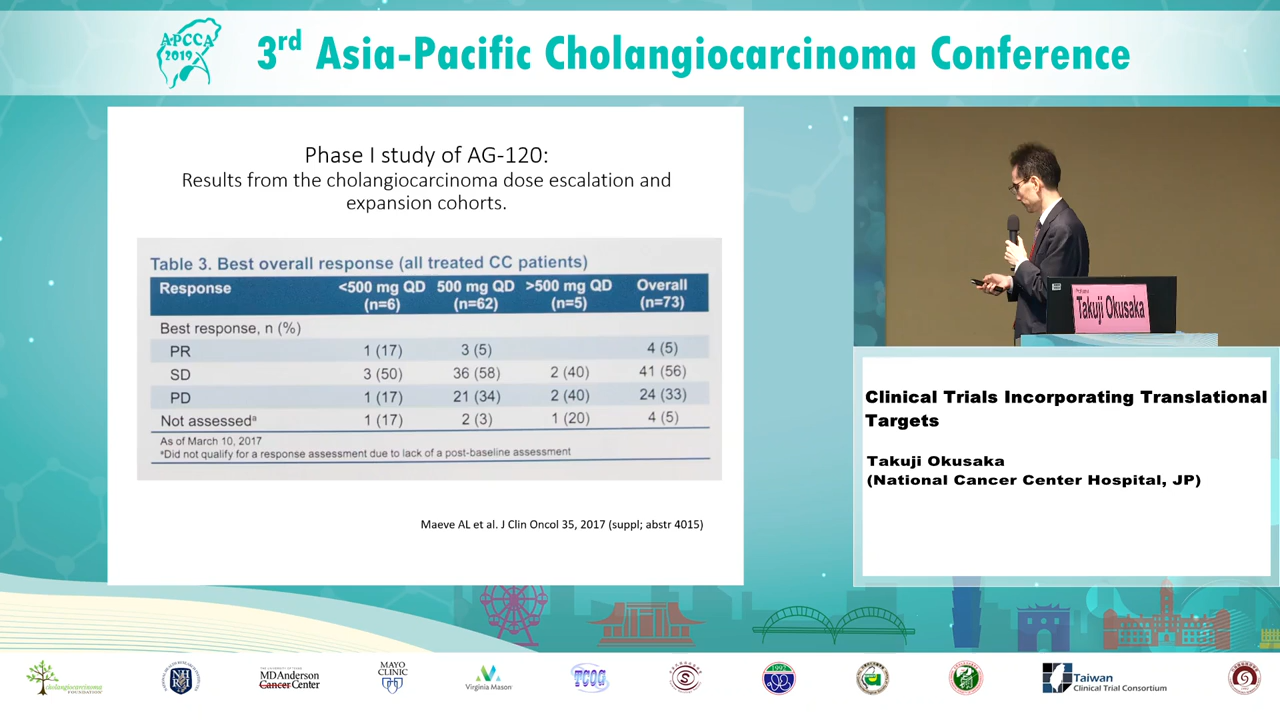 APCCA
2019
3rd Asia-Pacific Cholangiocarcinoma Conference
Phase I study of AG-120:
Results from the cholangiocarcinoma dose escalation and
expansion cohorts.
Table 3. Best overall response (all treated CC patients)
Response <500 mg QD (n=6) 500 mg QD (n=62) >500 mg QD (n=5) Overall (n=73)
Best response, n (%)
PR 1 (17) 3 (5) 4 (5)
SD 3 (50) 36 (58) 2 (40) 41 (56)
PD 1 (17) 21 (34) 2 (40) 24 (33)
Not assessedᵃ 1 (17) 2 (3) 1 (20) 4 (5)
As of March 10, 2017
ᵃDid not qualify for a response assessment due to lack of a post-baseline assessment
Maeve AL et al. J Clin Oncol 35, 2017 (suppl; abstr 4015)
Takuji Okusaka
Clinical Trials Incorporating Translational
Targets
Takuji Okusaka
(National Cancer Center Hospital, JP)
cholangiocarcinoma
FOUNDATION
NHRI
MDAnderson
Cancer Center
MAYO
CLINIC
Virginia Mason
TCOG
Taiwan
Clinical Trial Consortium